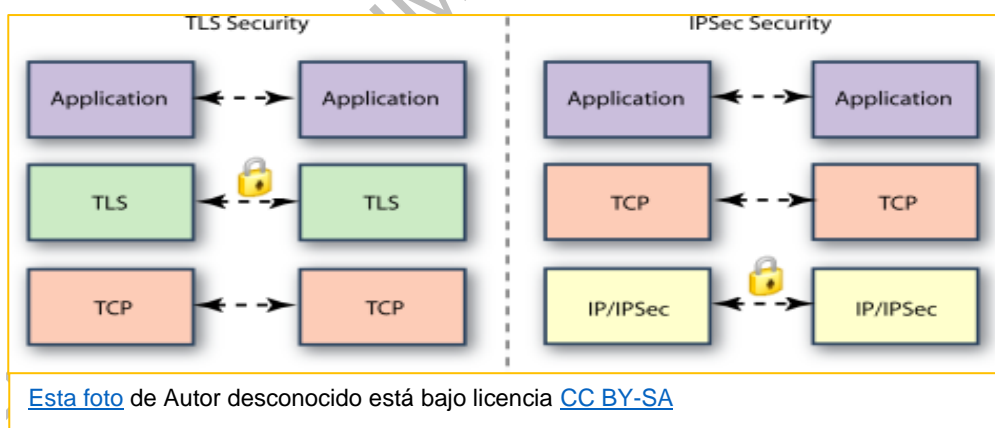 TLS Security
IPSec Security
Application
Application
Application
Application
TLS
TLS
TCP
TCP
TCP
TCP
IP/IPSec
IP/IPSec
Esta foto de Autor desconocido está bajo licencia CC BY-SA